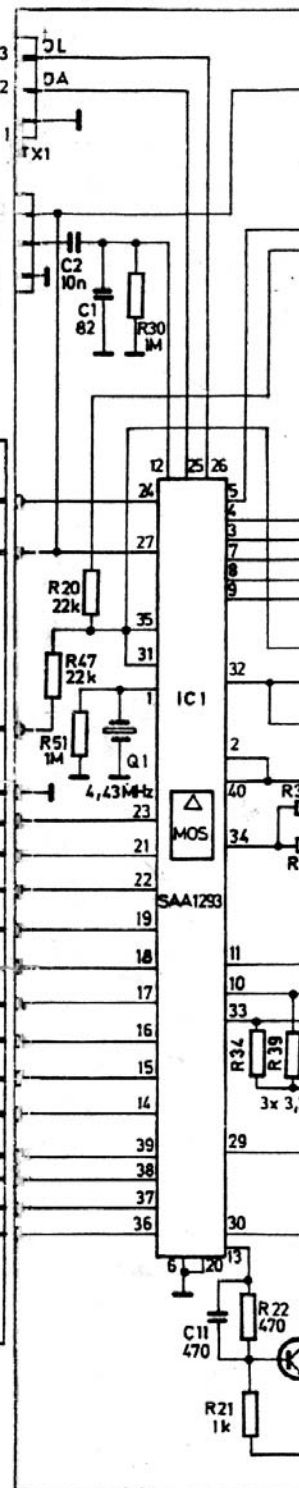 3 DL
2 DA
1
TX1
C2
10n
C1
82
R30
1M
12 25 26
24
27
5
4
3
7
8
9
R20
22k
35
31
R47
22k
1
IC1
32
R51
1M
Q1
4,43MHz
2
40
23
21
MOS
34
22
SAA1293
19
18
11
17
10
33
16
R34
R39
15
14
3x 3,
39
29
38
37
36
30
6 20
13
C11
470
R22
470
R21
1k